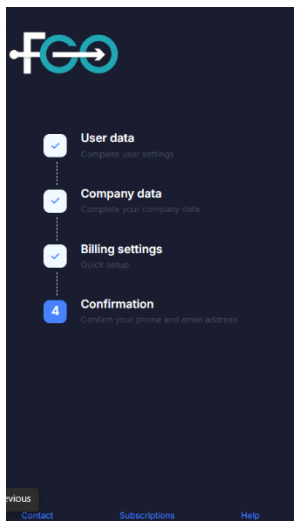 FGO
User data
Complete user settings
Company data
Complete your company data
Billing settings
Quick setup
4
Confirmation
Confirm your phone and email address
evious
Contact
Subscriptions
Help